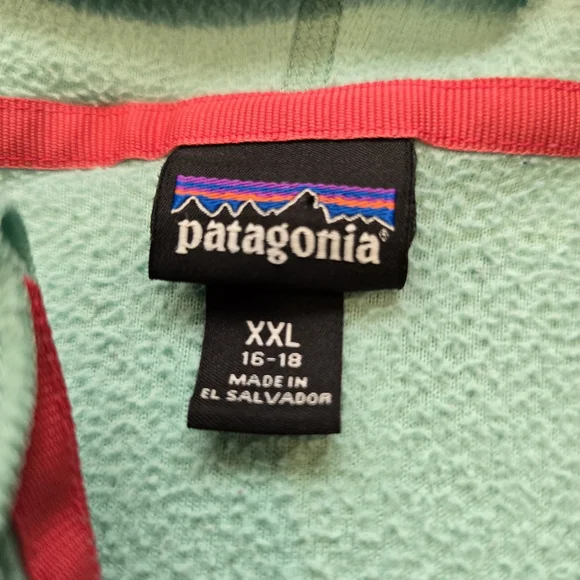 patagonia®
XXL
16-18
MADE IN
EL SALVADOR